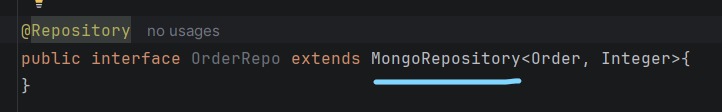 @Repository no usages
public interface OrderRepo extends MongoRepository<Order, Integer>{
}